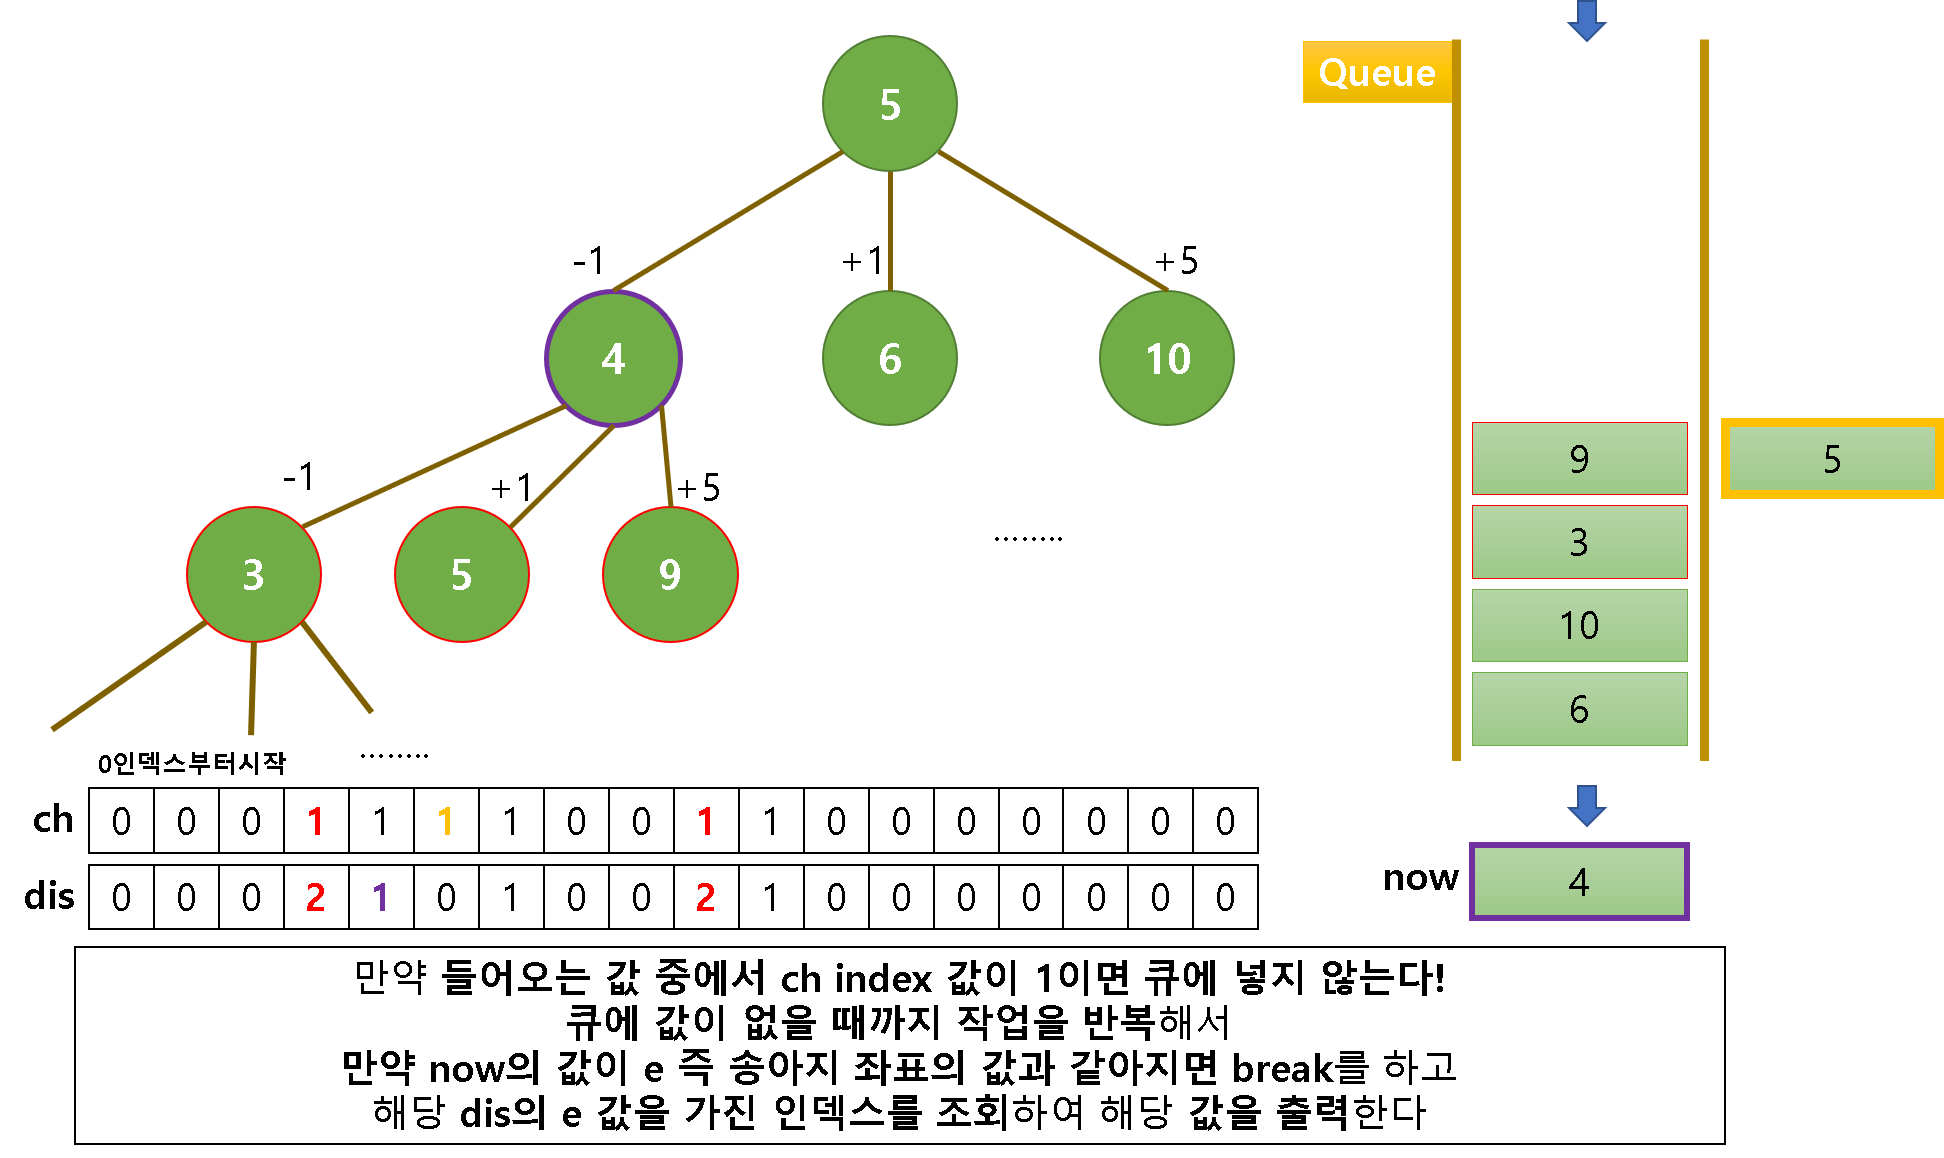 5
Queue
-1
+1
+5
4
6
10
-1
+1
+5
9
5
3
5
9
........
3
10
6
0인덱스부터시작
........
ch
0 0 0 1 1 1 1 0 0 1 1 0 0 0 0 0 0 0
dis
0 0 0 2 1 0 1 0 0 2 1 0 0 0 0 0 0 0
now
4
만약 들어오는 값 중에서 ch index 값이 1이면 큐에 넣지 않는다!
큐에 값이 없을 때까지 작업을 반복해서
만약 now의 값이 e 즉 송아지 좌표의 값과 같아지면 break를 하고
해당 dis의 e 값을 가진 인덱스를 조회하여 해당 값을 출력한다